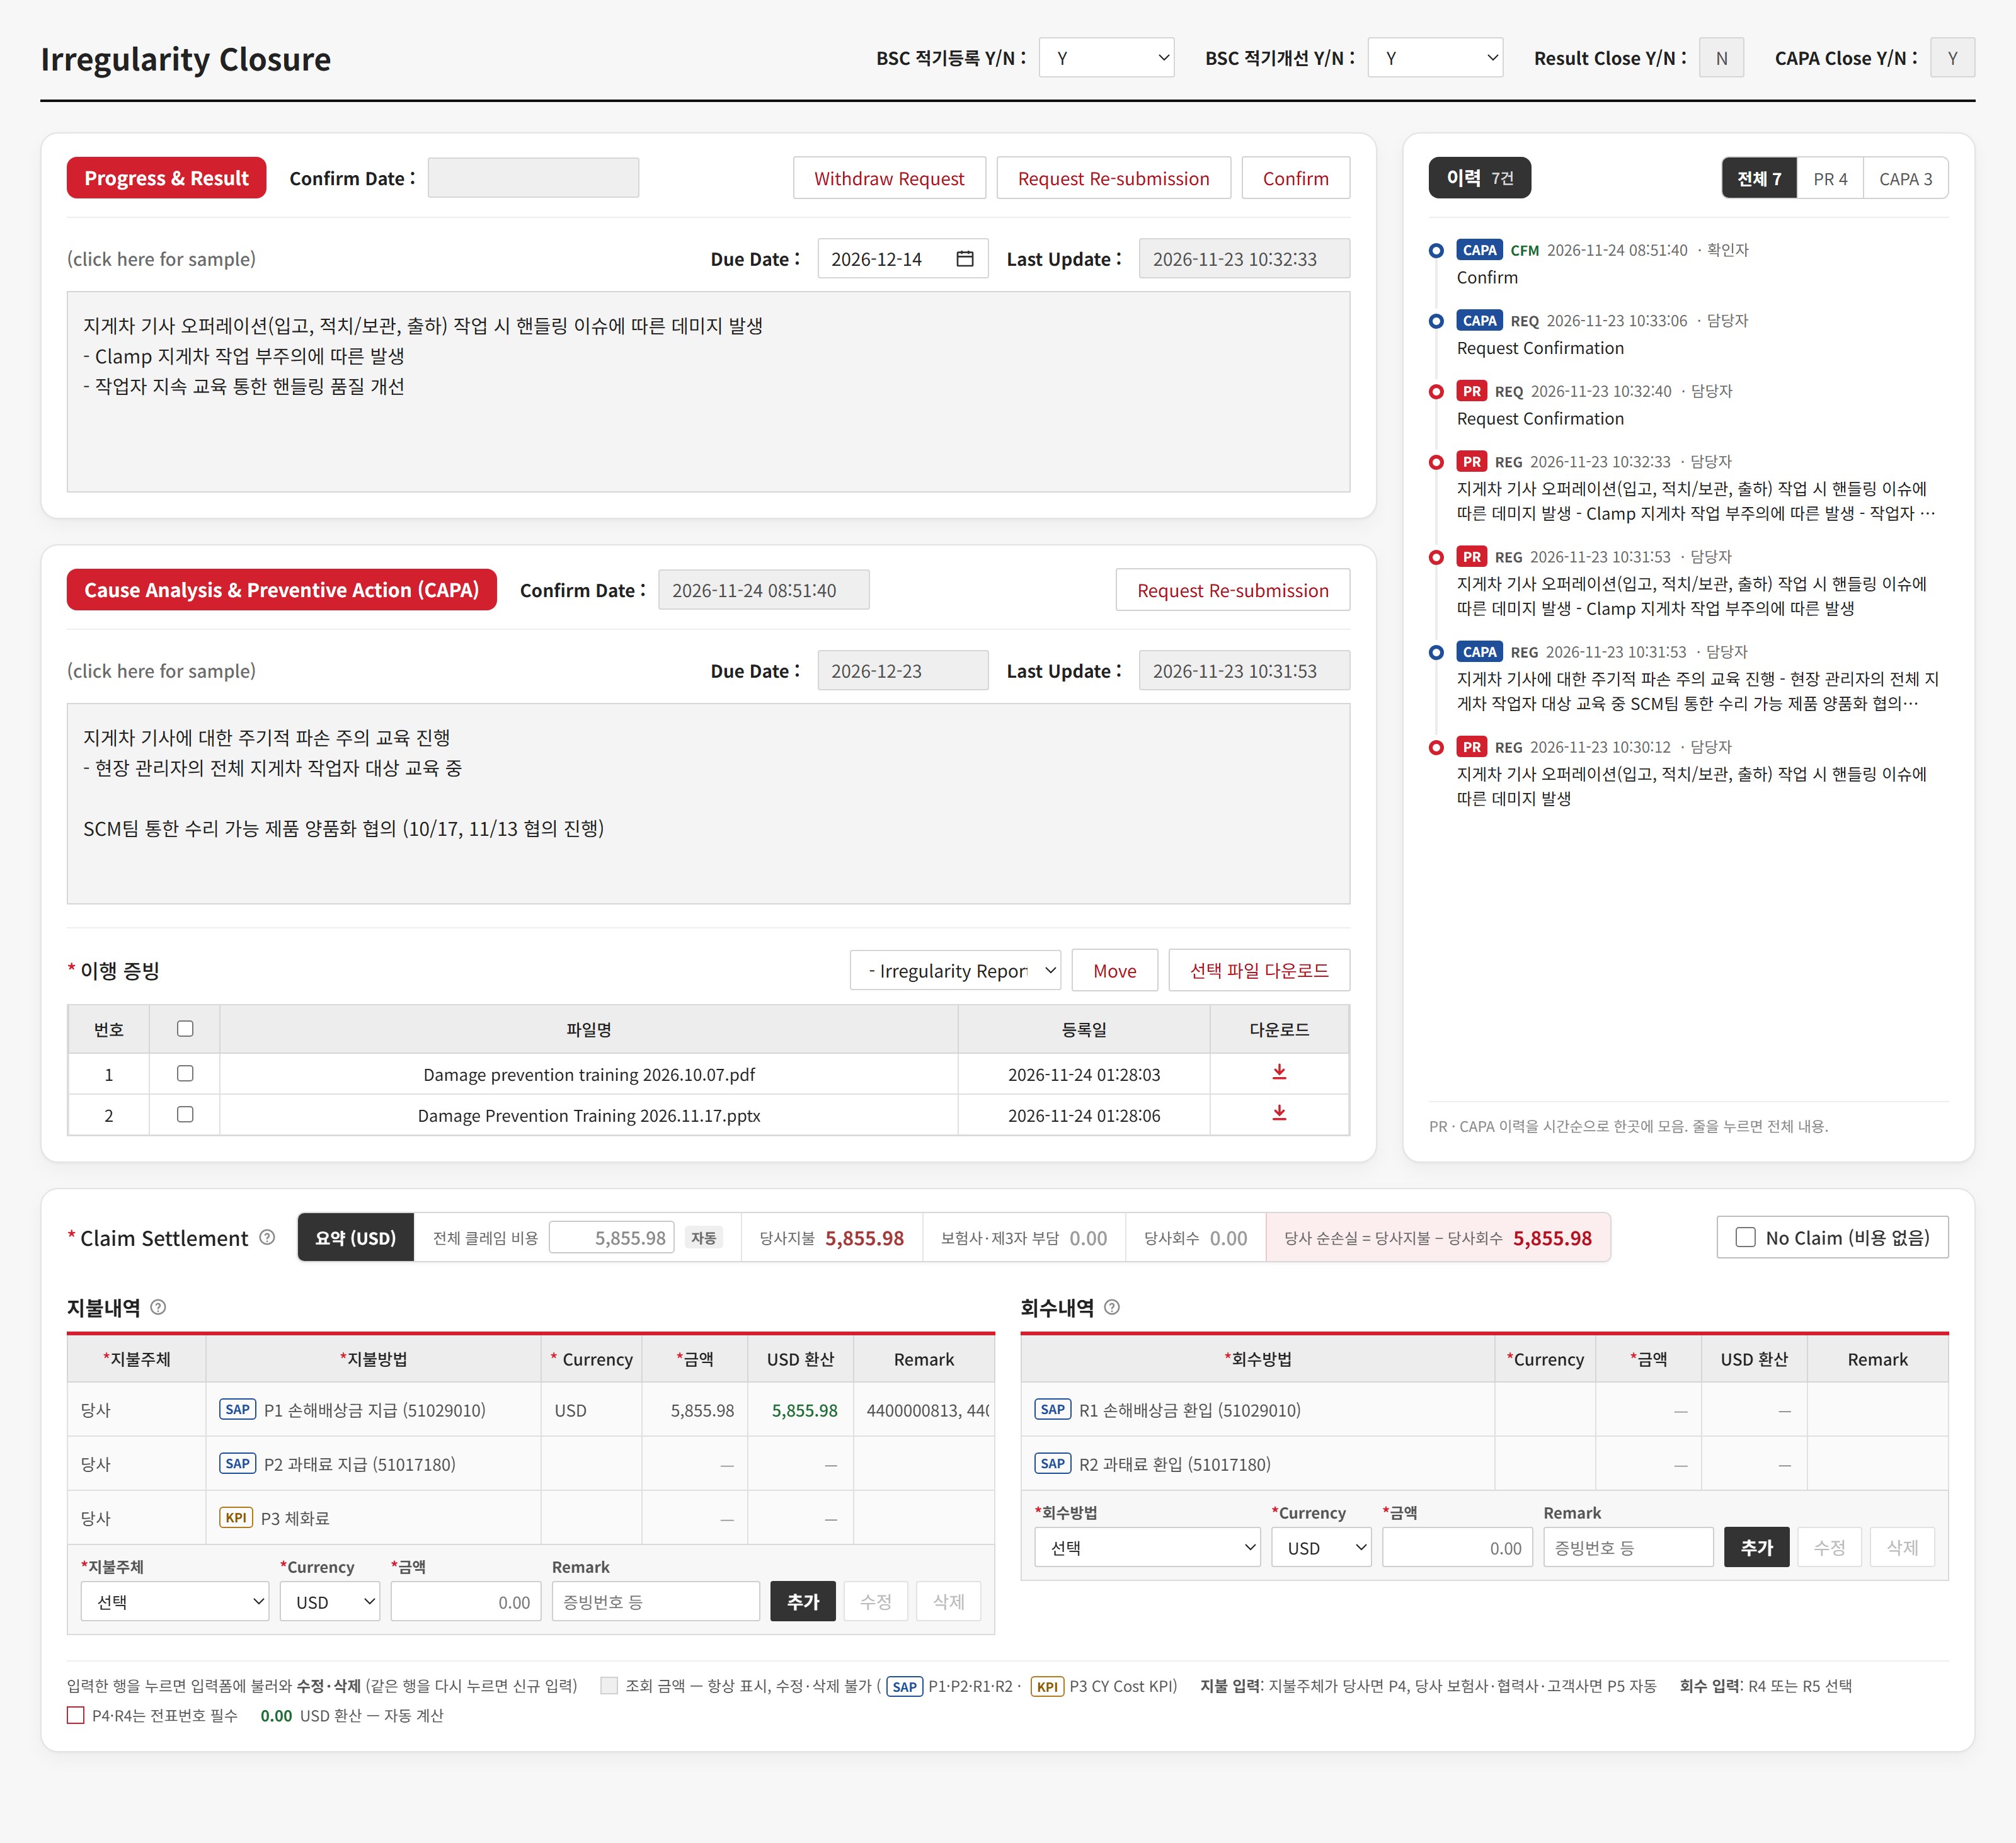 Irregularity Closure
BSC 적기등록 Y/N : Y
BSC 적기개선 Y/N : Y
Result Close Y/N : N
CAPA Close Y/N : Y
Progress & Result
Confirm Date :
Withdraw Request
Request Re-submission
Confirm
(click here for sample)
Due Date : 2026-12-14
Last Update : 2026-11-23 10:32:33
지게차 기사 오퍼레이션(입고, 적치/보관, 출하) 작업 시 핸들링 이슈에 따른 데미지 발생
- Clamp 지게차 작업 부주의에 따른 발생
- 작업자 지속 교육 통한 핸들링 품질 개선
Cause Analysis & Preventive Action (CAPA)
Confirm Date : 2026-11-24 08:51:40
Request Re-submission
(click here for sample)
Due Date : 2026-12-23
Last Update : 2026-11-23 10:31:53
지게차 기사에 대한 주기적 파손 주의 교육 진행
- 현장 관리자의 전체 지게차 작업자 대상 교육 중
SCM팀 통한 수리 가능 제품 양품화 협의 (10/17, 11/13 협의 진행)
* 이행 증빙
- Irregularity Repor
Move
선택 파일 다운로드
번호 파일명 등록일 다운로드
1 Damage prevention training 2026.10.07.pdf 2026-11-24 01:28:03
2 Damage Prevention Training 2026.11.17.pptx 2026-11-24 01:28:06
이력 7건
전체 7 PR 4 CAPA 3
CAPA CFM 2026-11-24 08:51:40 · 확인자
Confirm
CAPA REQ 2026-11-23 10:33:06 · 담당자
Request Confirmation
PR REQ 2026-11-23 10:32:40 · 담당자
Request Confirmation
PR REG 2026-11-23 10:32:33 · 담당자
지게차 기사 오퍼레이션(입고, 적치/보관, 출하) 작업 시 핸들링 이슈에
따른 데미지 발생 - Clamp 지게차 작업 부주의에 따른 발생 - 작업자 ⋯
PR REG 2026-11-23 10:31:53 · 담당자
지게차 기사 오퍼레이션(입고, 적치/보관, 출하) 작업 시 핸들링 이슈에
따른 데미지 발생 - Clamp 지게차 작업 부주의에 따른 발생
CAPA REG 2026-11-23 10:31:53 · 담당자
지게차 기사에 대한 주기적 파손 주의 교육 진행 - 현장 관리자의 전체 지
게차 작업자 대상 교육 중 SCM팀 통한 수리 가능 제품 양품화 협의⋯
PR REG 2026-11-23 10:30:12 · 담당자
지게차 기사 오퍼레이션(입고, 적치/보관, 출하) 작업 시 핸들링 이슈에
따른 데미지 발생
PR · CAPA 이력을 시간순으로 한곳에 모음. 줄을 누르면 전체 내용.
* Claim Settlement ?
요약 (USD) 전체 클레임 비용 5,855.98 자동 당사지불 5,855.98 보험사·제3자 부담 0.00 당사회수 0.00 당사 순손실 = 당사지불 − 당사회수 5,855.98
No Claim (비용 없음)
지불내역 ?
*지불주체 *지불방법 * Currency *금액 USD 환산 Remark
당사 SAP P1 손해배상금 지급 (51029010) USD 5,855.98 5,855.98 4400000813, 440
당사 SAP P2 과태료 지급 (51017180) — —
당사 KPI P3 체화료 — —
*지불주체 *Currency *금액 Remark
선택 USD 0.00 증빙번호 등 추가 수정 삭제
회수내역 ?
*회수방법 *Currency *금액 USD 환산 Remark
SAP R1 손해배상금 환입 (51029010) — —
SAP R2 과태료 환입 (51017180) — —
*회수방법 *Currency *금액 Remark
선택 USD 0.00 증빙번호 등 추가 수정 삭제
입력한 행을 누르면 입력폼에 불러와 수정·삭제 (같은 행을 다시 누르면 신규 입력) 조회 금액 — 항상 표시, 수정·삭제 불가 ( SAP P1·P2·R1·R2 · KPI P3 CY Cost KPI) 지불 입력: 지불주체가 당사면 P4, 당사 보험사·협력사·고객사면 P5 자동 회수 입력: R4 또는 R5 선택
P4·R4는 전표번호 필수 0.00 USD 환산 — 자동 계산